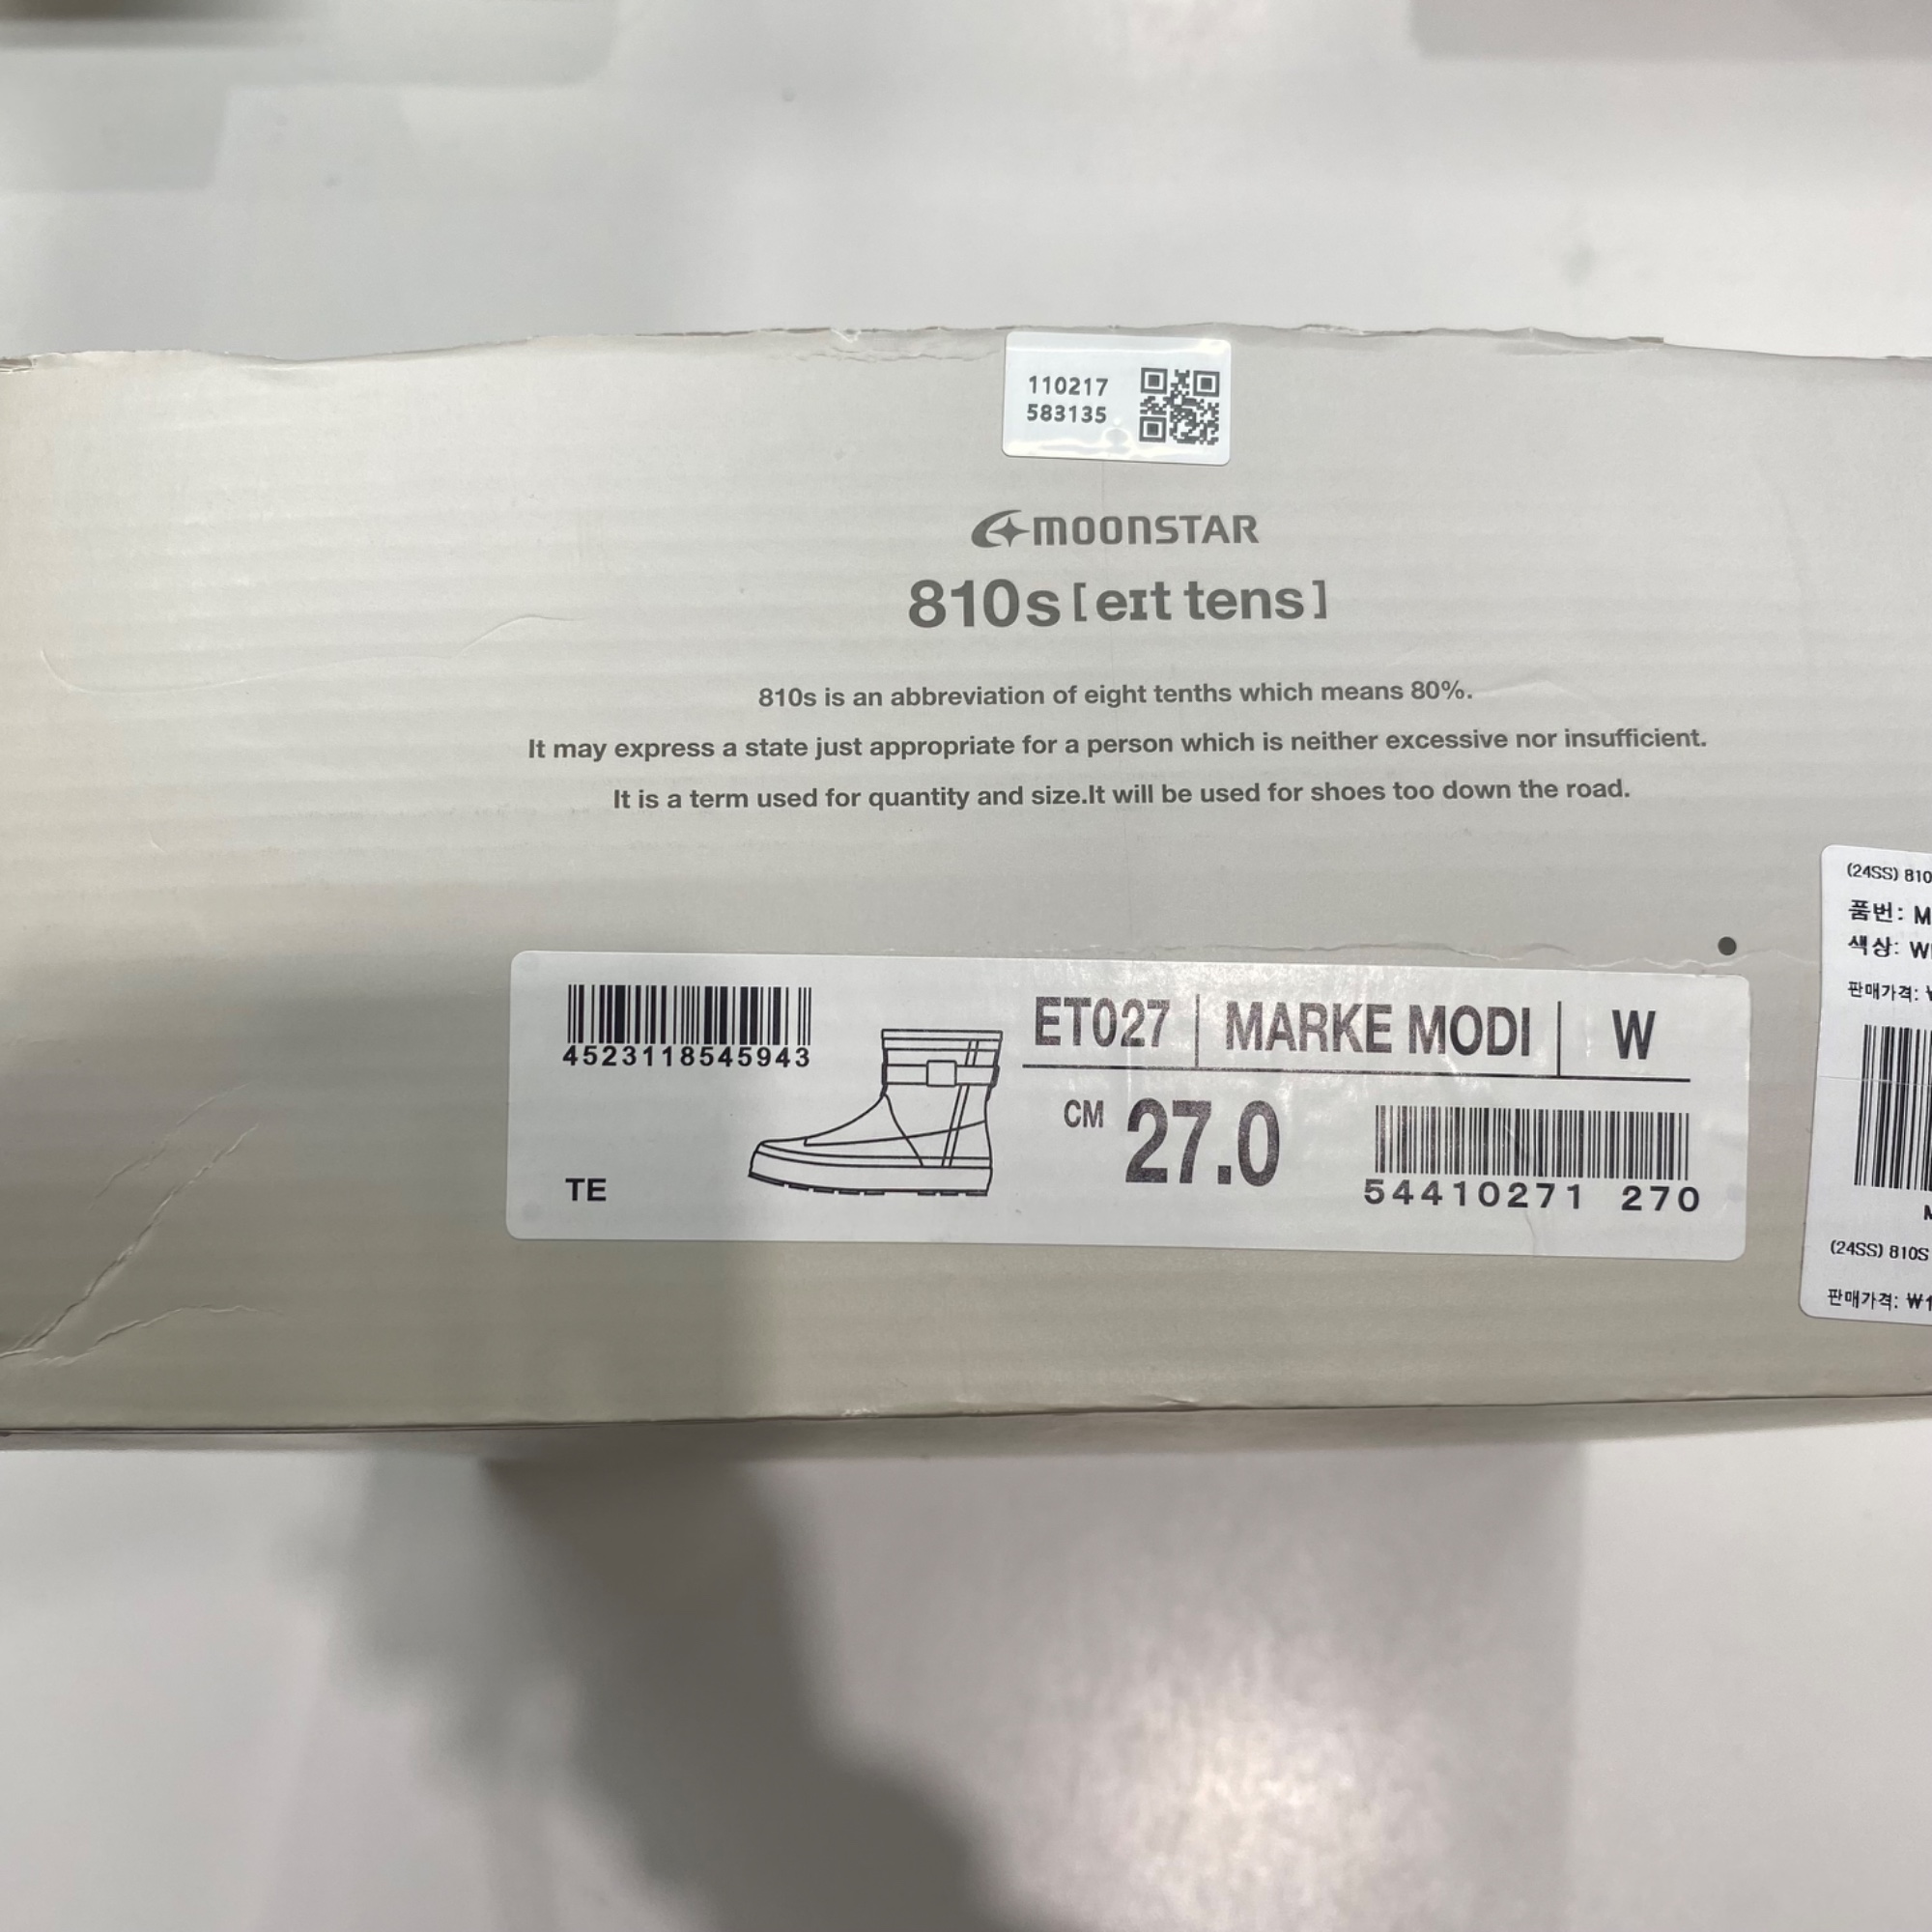 110217
583135
MOONSTAR
810s [eɪt tens]
810s is an abbreviation of eight tenths which means 80%.
It may express a state just appropriate for a person which is neither excessive nor insufficient.
It is a term used for quantity and size.It will be used for shoes too down the road.
4523118545943
TE
ET027 | MARKE MODI | W
CM 27.0
54410271 270
(24SS) 810
품번: M
색상: W
판매가격: 
(24SS) 810S
판매가격: ₩1